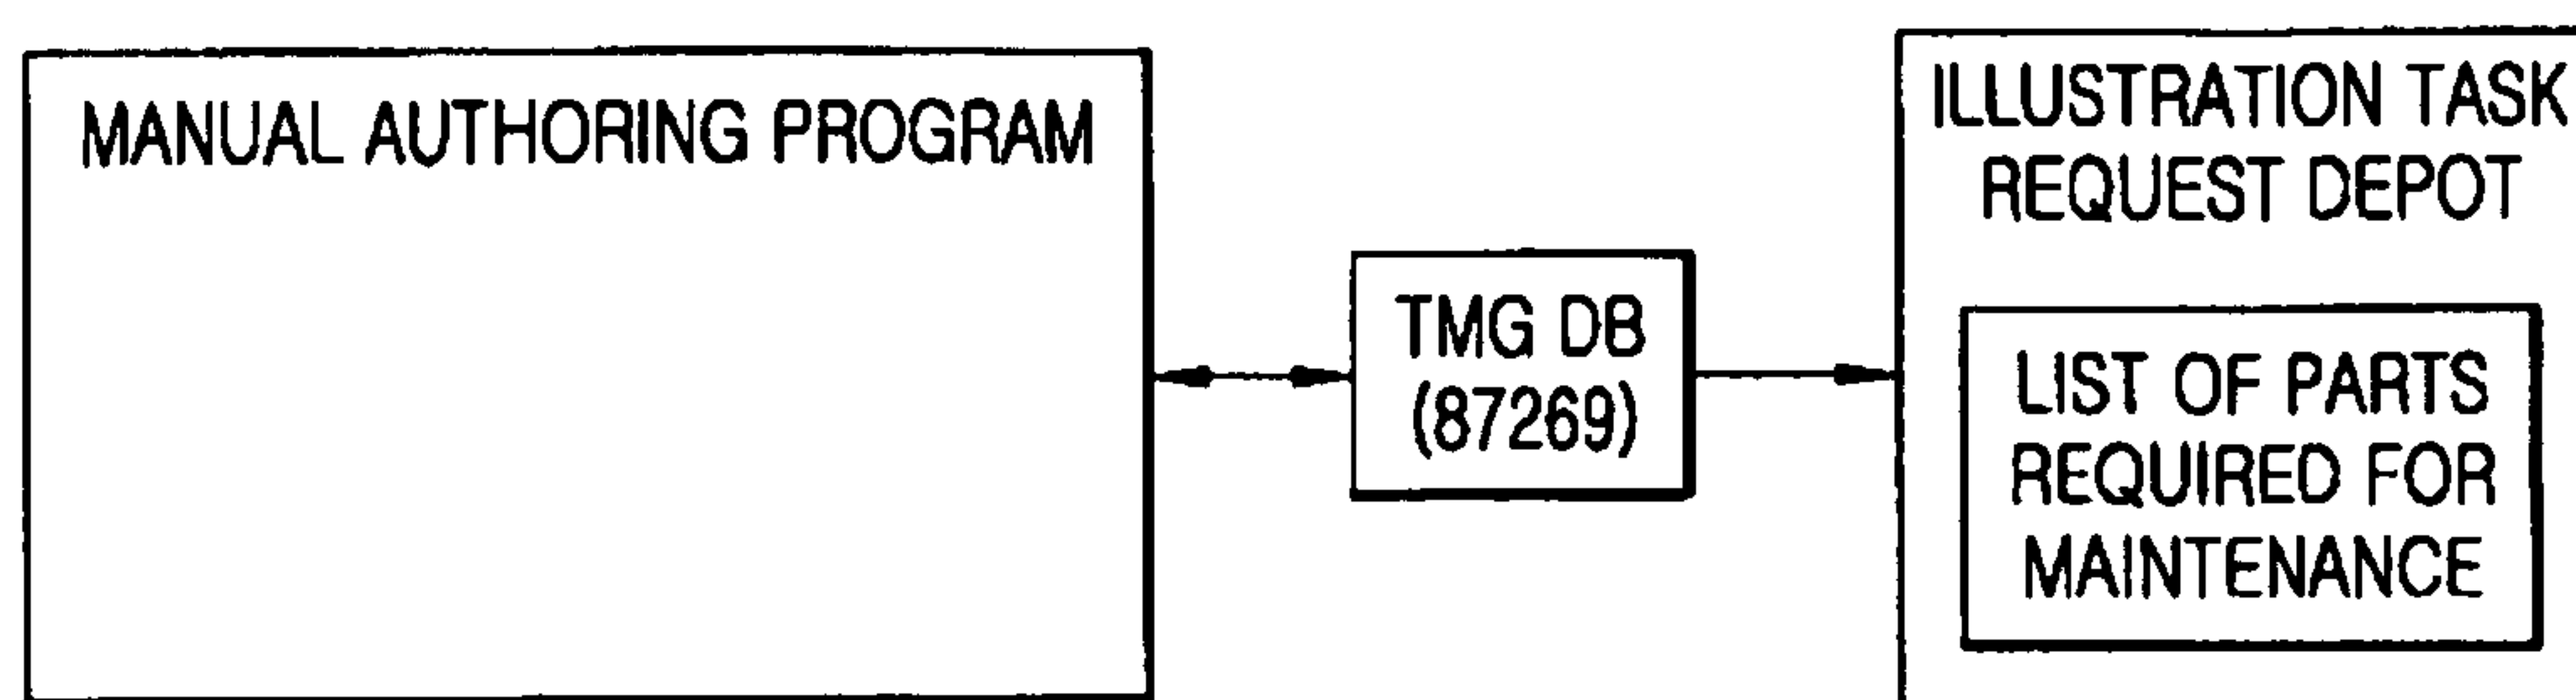 MANUAL AUTHORING PROGRAM
TMG DB
(87269)
ILLUSTRATION TASK
REQUEST DEPOT
LIST OF PARTS
REQUIRED FOR
MAINTENANCE